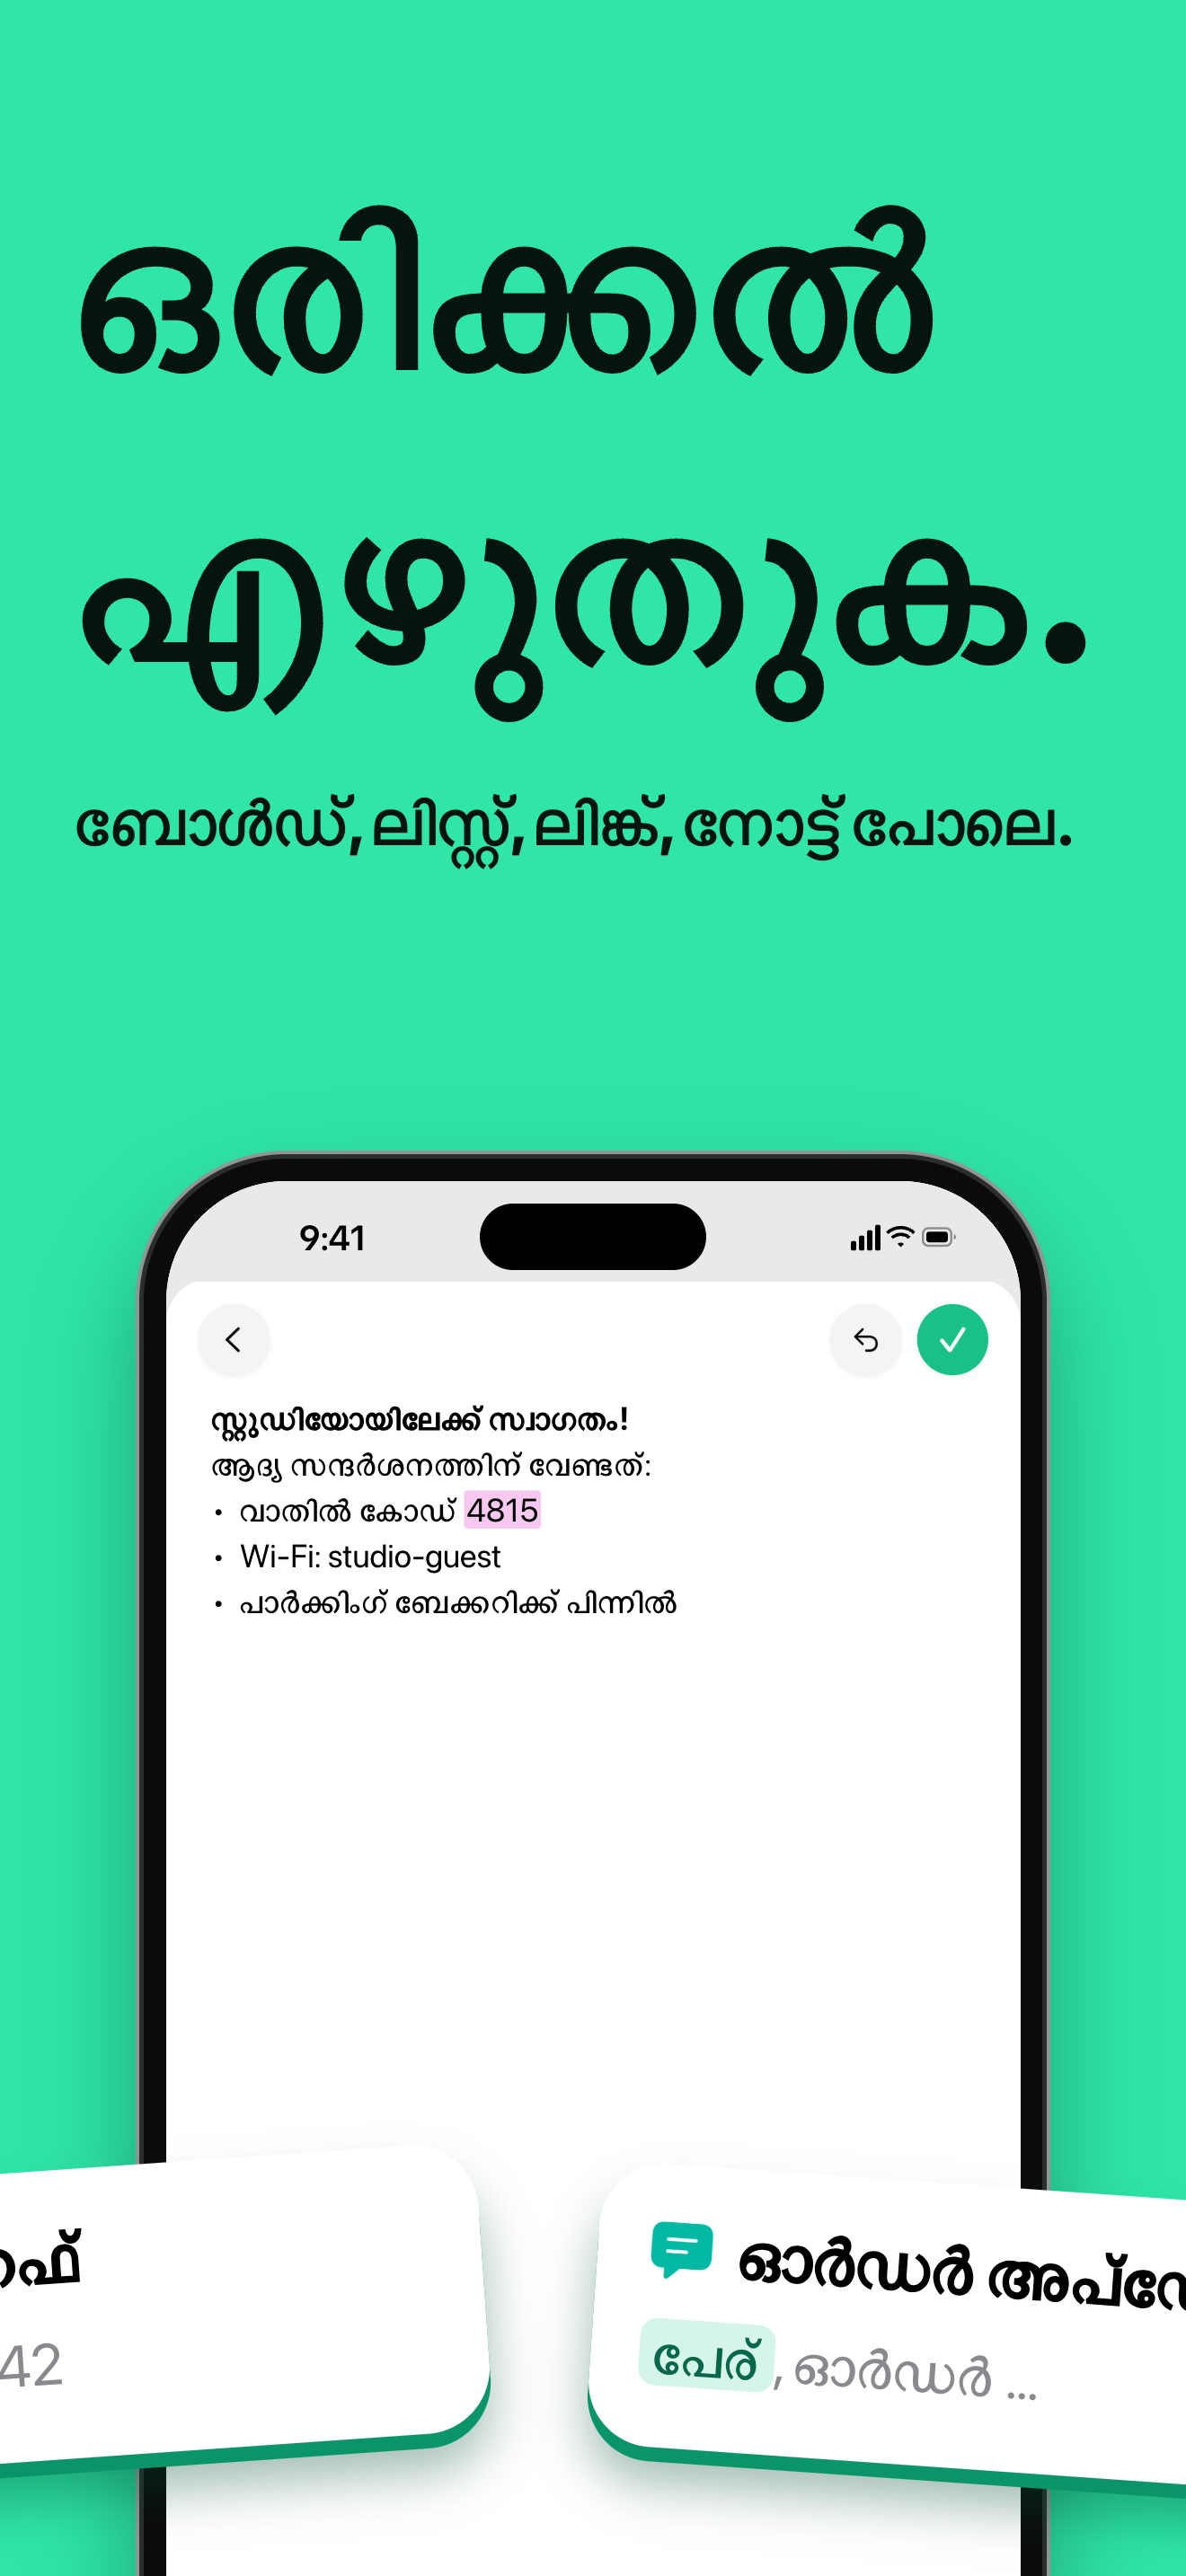 ഒരിക്കൽ
എഴുതുക.
ബോൾഡ്, ലിസ്റ്റ്, ലിങ്ക്, നോട്ട് പോലെ.
9:41
സ്റ്റുഡിയോയിലേക്ക് സ്വാഗതം!
ആദ്യ സന്ദർശനത്തിന് വേണ്ടത്:
• വാതിൽ കോഡ് 4815
• Wi-Fi: studio-guest
• പാർക്കിംഗ് ബേക്കറിക്ക് പിന്നിൽ
42
ഓർഡർ
പേര്, ഓർഡർ ...